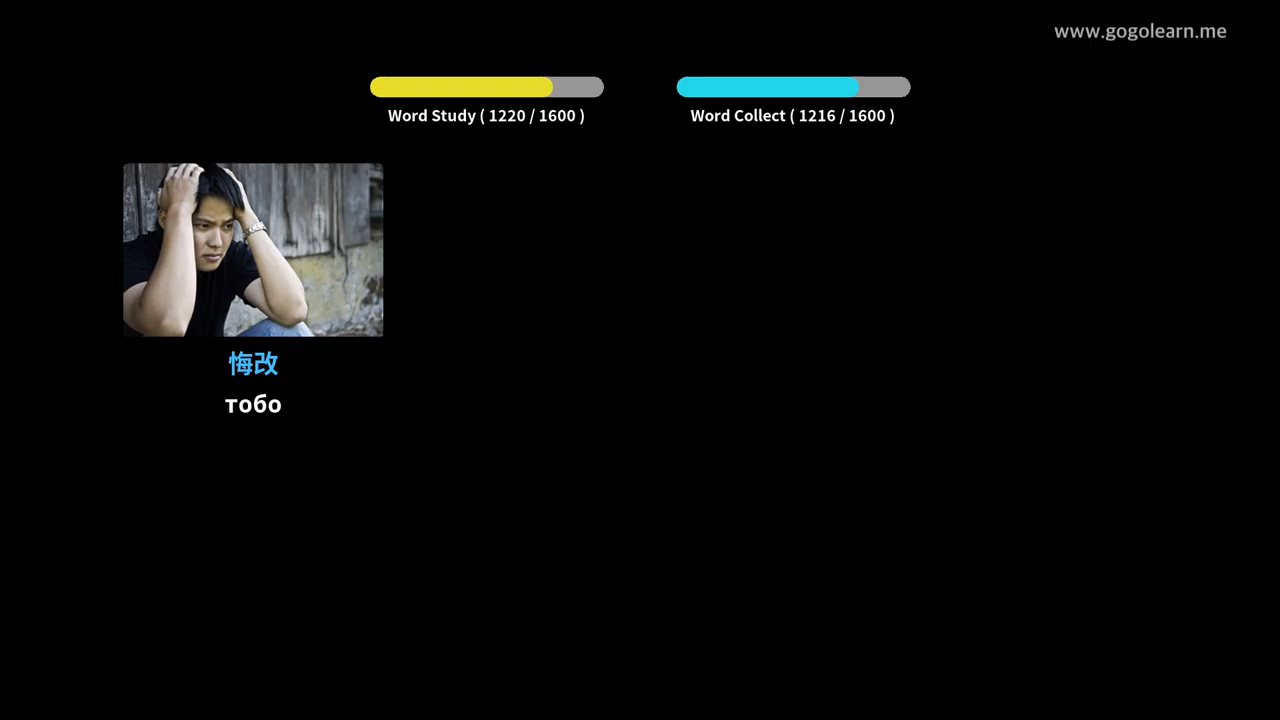 www.gogolearn.me
Word Study ( 1220 / 1600 )
Word Collect ( 1216 / 1600 )
悔改
тобо